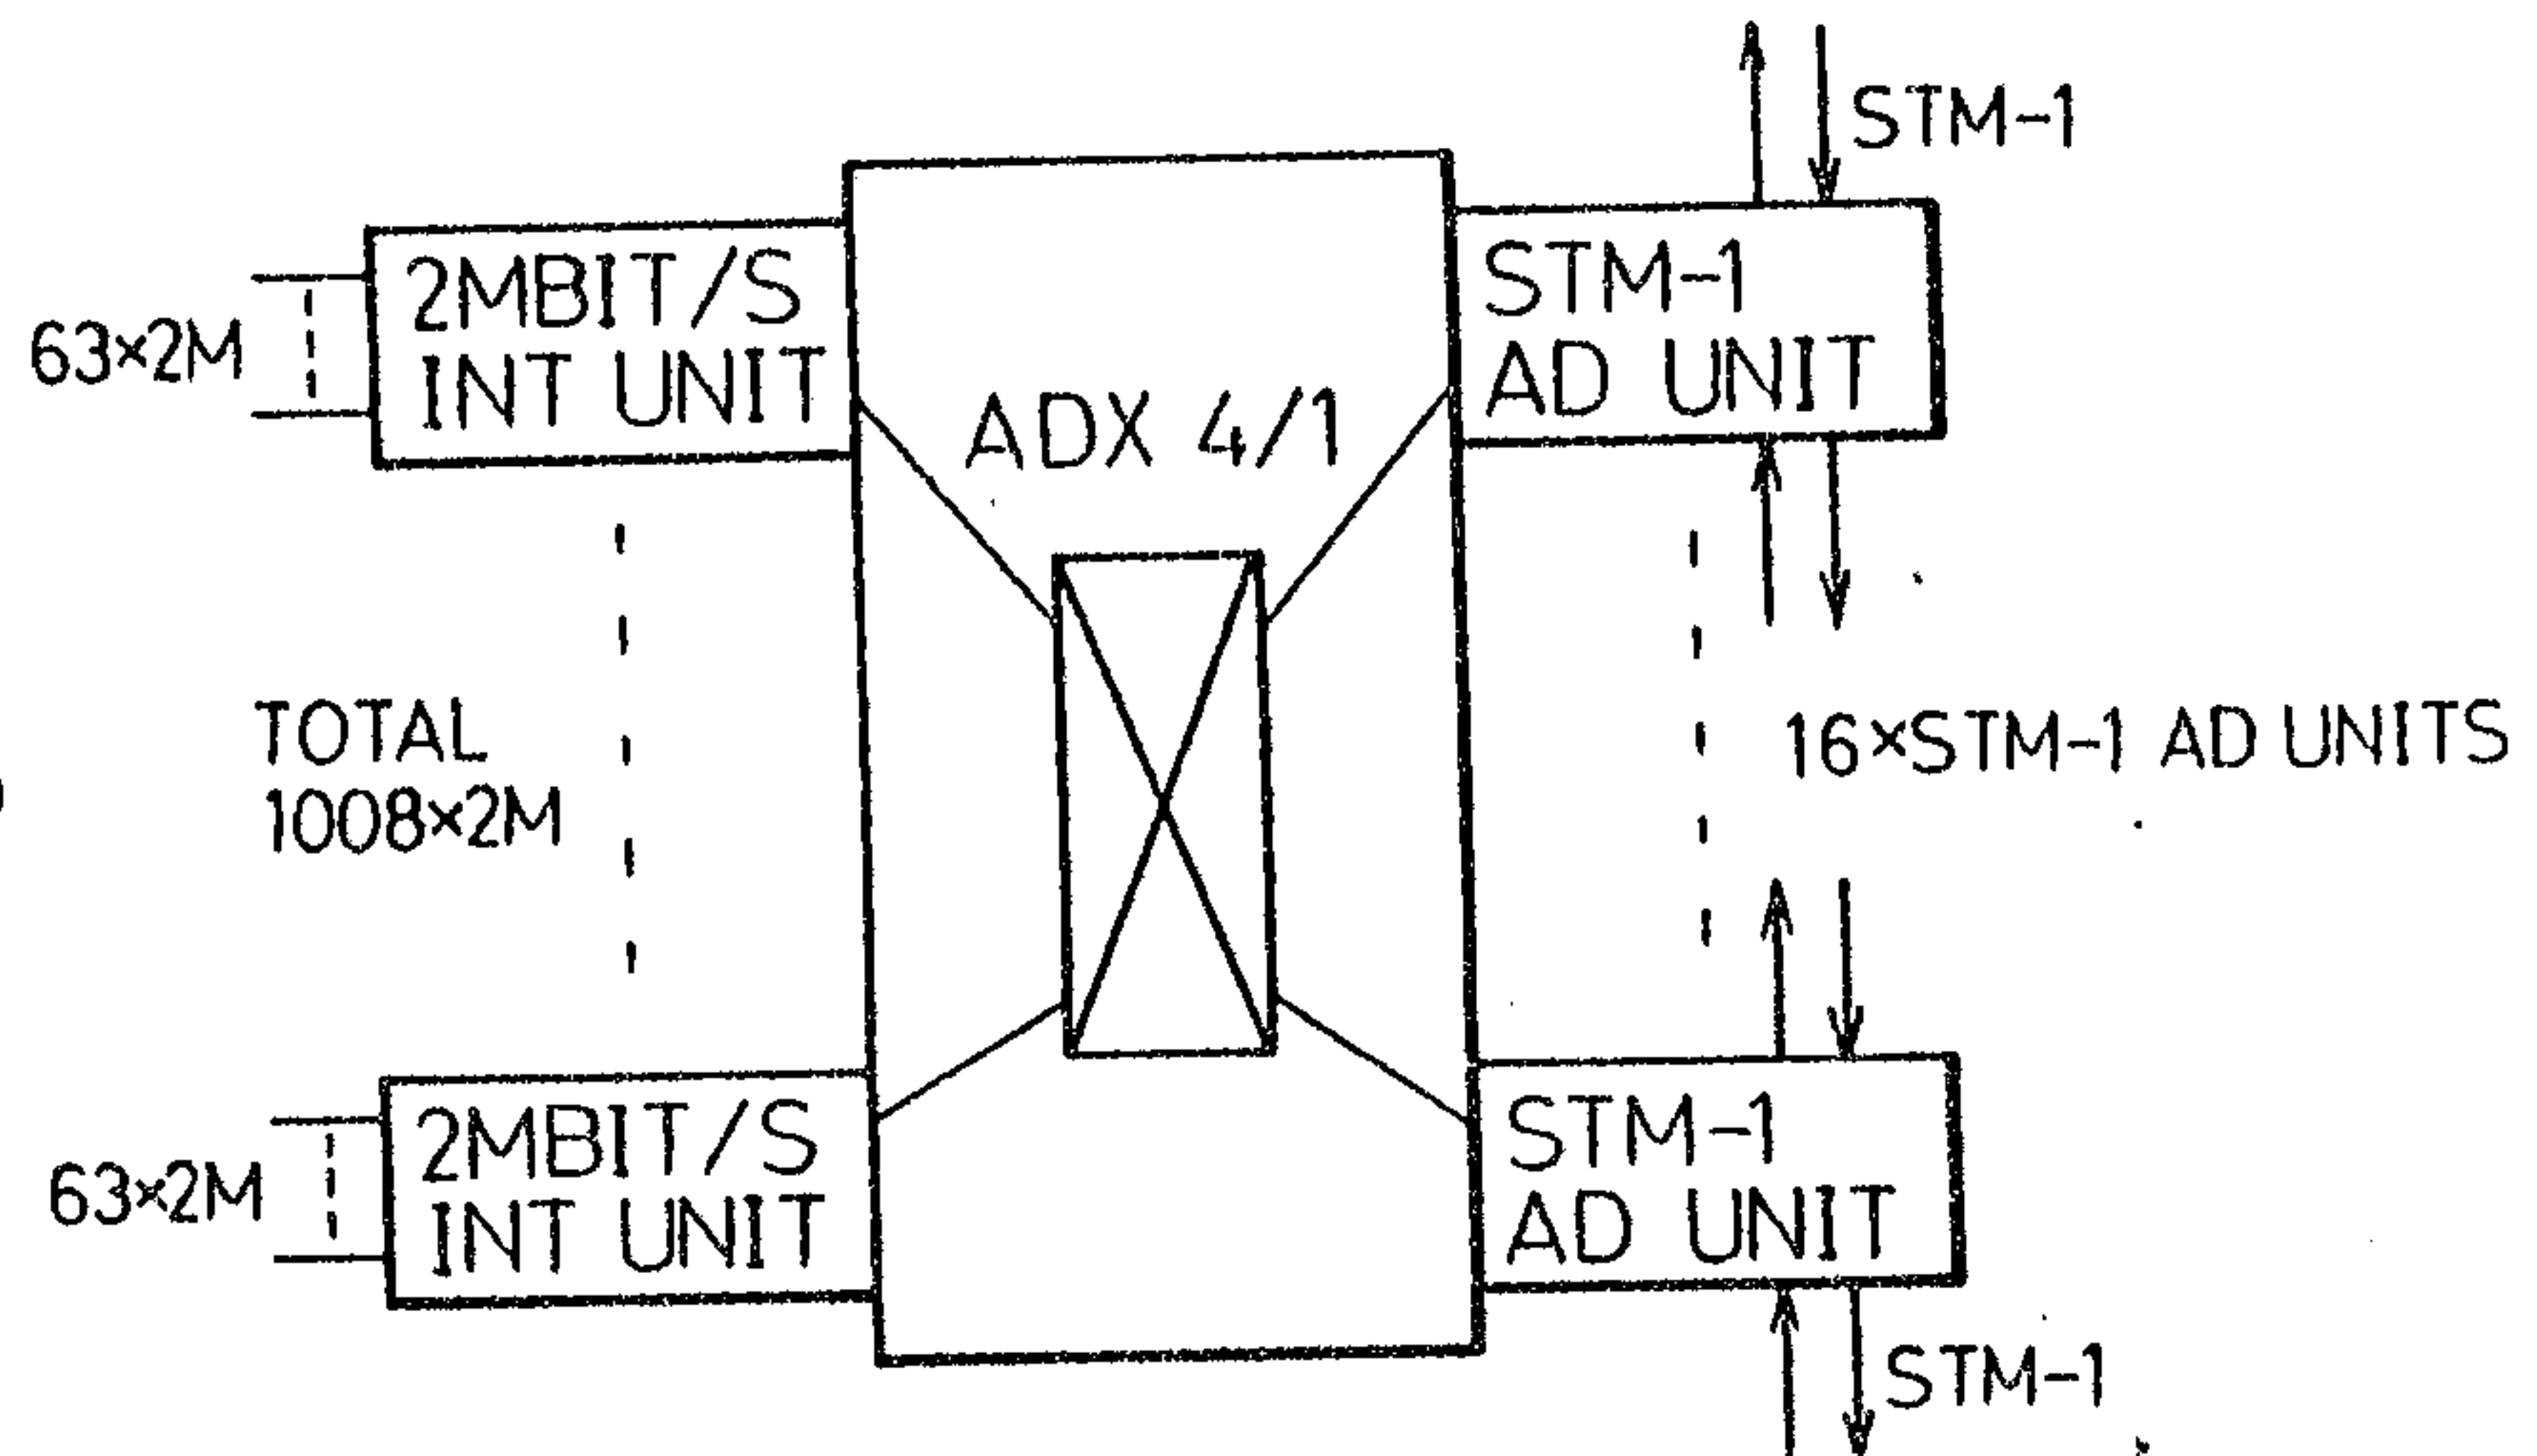 STM-1
2MBIT/S
INT UNIT
STM-1
AD UNIT
63×2M
ADX 4/1
TOTAL
1008×2M
16×STM-1 AD UNITS
2MBIT/S
INT UNIT
STM-1
AD UNIT
63×2M
STM-1